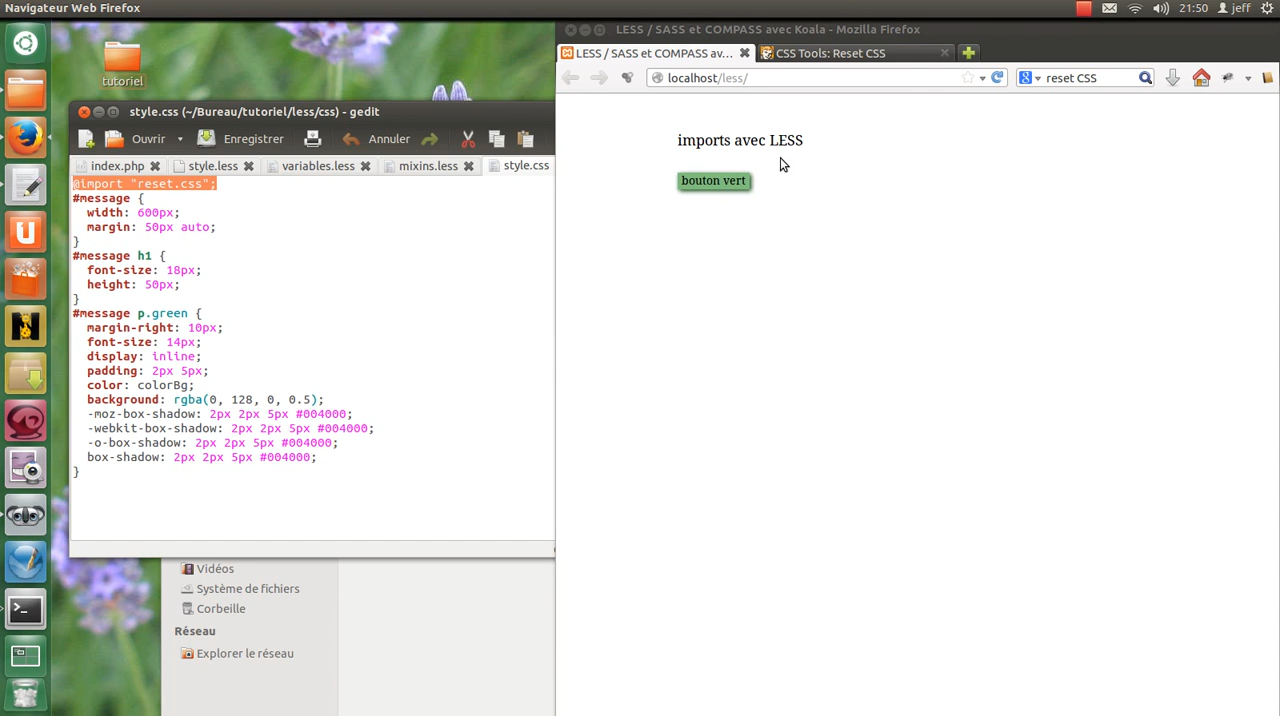 Navigateur Web Firefox
21:50 jeff
tutoriel
style.css (~/Bureau/tutoriel/less/css) - gedit
Ouvrir Enregistrer Annuler
index.php style.less variables.less mixins.less style.css
@import "reset.css";
#message {
width: 600px;
margin: 50px auto;
}
#message h1 {
font-size: 18px;
height: 50px;
}
#message p.green {
margin-right: 10px;
font-size: 14px;
display: inline;
padding: 2px 5px;
color: colorBg;
background: rgba(0, 128, 0, 0.5);
-moz-box-shadow: 2px 2px 5px #004000;
-webkit-box-shadow: 2px 2px 5px #004000;
-o-box-shadow: 2px 2px 5px #004000;
box-shadow: 2px 2px 5px #004000;
}
Vidéos
Système de fichiers
Corbeille
Réseau
Explorer le réseau
LESS / SASS et COMPASS avec Koala - Mozilla Firefox
LESS / SASS et COMPASS av... CSS Tools: Reset CSS
localhost/less/ reset CSS
imports avec LESS
bouton vert